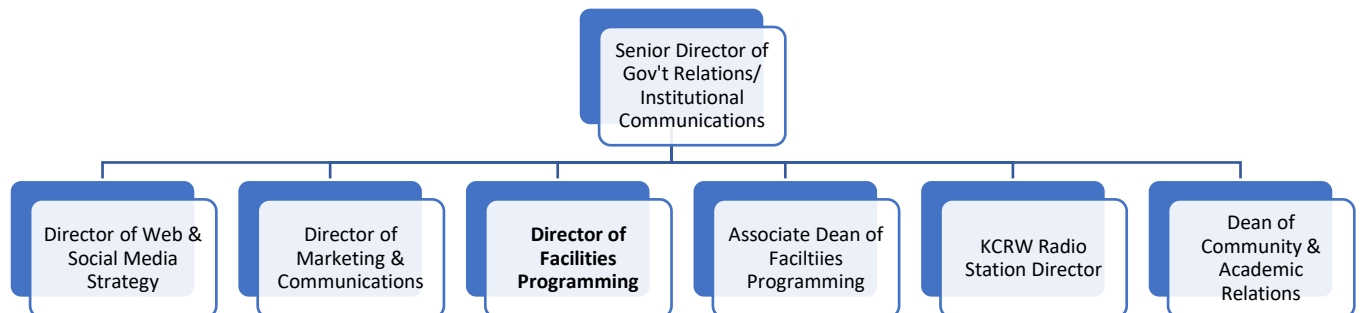 Senior Director of
Gov't Relations/
Institutional
Communications
Director of Web &
Social Media
Strategy
Director of
Marketing &
Communications
Director of
Facilities
Programming
Associate Dean of
Faciltiies
Programming
KCRW Radio
Station Director
Dean of
Community &
Academic
Relations